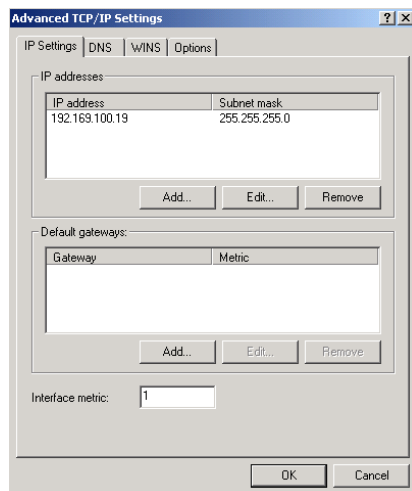 Advanced TCP/IP Settings
IP Settings DNS WINS Options
IP addresses
IP address Subnet mask
192.169.100.19 255.255.255.0
Add... Edit... Remove
Default gateways:
Gateway Metric
Add... Edit... Remove
Interface metric: 1
OK Cancel